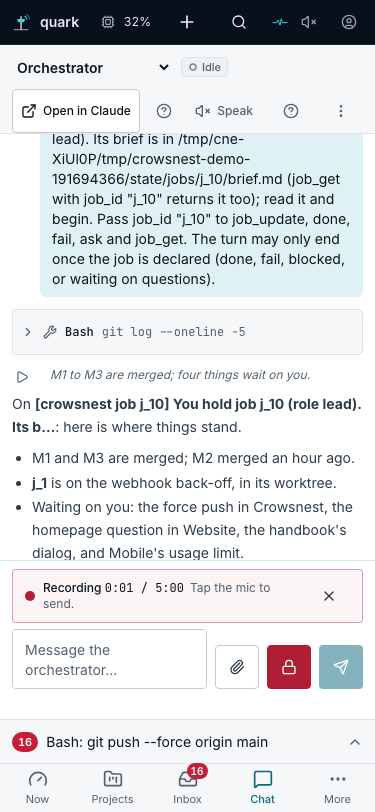 quark
32%
Orchestrator
Idle
Open in Claude
Speak
lead). Its brief is in /tmp/cne-
XiUI0P/tmp/crowsnest-demo-
191694366/state/jobs/j_10/brief.md (job_get
with job_id "j_10" returns it too); read it and
begin. Pass job_id "j_10" to job_update, done,
fail, ask and job_get. The turn may only end
once the job is declared (done, fail, blocked,
or waiting on questions).
Bash git log --oneline -5
M1 to M3 are merged; four things wait on you.
On [crowsnest job j_10] You hold job j_10 (role lead).
Its b...: here is where things stand.
• M1 and M3 are merged; M2 merged an hour ago.
• j_1 is on the webhook back-off, in its worktree.
• Waiting on you: the force push in Crowsnest, the
homepage question in Website, the handbook's
dialog, and Mobile's usage limit.
Recording 0:01 / 5:00 Tap the mic to
send.
Message the
orchestrator...
16 Bash: git push --force origin main
16
Now
Projects
Inbox
Chat
More